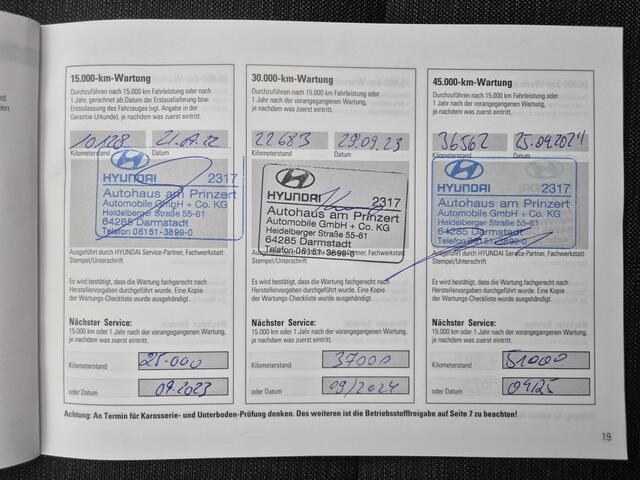 15.000-km-Wartung
Durchzuführen nach 15.000 km Fahrleistung oder nach
1 Jahr, gerechnet ab Datum der Erstauslieferung bzw.
Erstzulassung des Fahrzeuges (vgl. Angabe in der
Garantie-Urkunde), je nachdem was zuerst eintritt.
10128 21.09.22
Kilometerstand Datum
HYUNDAI 2317
Autohaus am Prinzert
Automobile GmbH + Co. KG
Heidelberger Straße 55-61
64285 Darmstadt
Telefon 06151-3899-0
Ausgeführt durch HYUNDAI Service-Partner, Fachwerkstatt
Stempel/Unterschrift
Es wird bestätigt, dass die Wartung fachgerecht nach
Herstellervorgaben durchgeführt wurde. Eine Kopie
der Wartungs-Checkliste wurde ausgehändigt.
Nächster Service:
15.000 km oder 1 Jahr nach der vorangegangenen Wartung,
je nachdem was zuerst eintritt.
oder Kilometerstand 25.000
oder Datum 09.2023
30.000-km-Wartung
Durchzuführen nach 15.000 km Fahrleistung oder nach
1 Jahr nach der vorangegangenen Wartung,
je nachdem was zuerst eintritt.
22683 29.09.23
Kilometerstand Datum
HYUNDAI 2317
Autohaus am Prinzert
Automobile GmbH + Co. KG
Heidelberger Straße 55-61
64285 Darmstadt
Telefon 06151-3899-0
Ausgeführt durch HYUNDAI Service-Partner, Fachwerkstatt
Stempel/Unterschrift
Es wird bestätigt, dass die Wartung fachgerecht nach
Herstellervorgaben durchgeführt wurde. Eine Kopie
der Wartungs-Checkliste wurde ausgehändigt.
Nächster Service:
15.000 km oder 1 Jahr nach der vorangegangenen Wartung,
je nachdem was zuerst eintritt.
bei Kilometerstand 37000
oder Datum 09/2024
45.000-km-Wartung
Durchzuführen nach 15.000 km Fahrleistung oder nach
1 Jahr nach der vorangegangenen Wartung,
je nachdem was zuerst eintritt.
36562 25.09.2024
Kilometerstand Datum
HYUNDAI 2317
Autohaus am Prinzert
Automobile GmbH + Co. KG
Heidelberger Straße 55-61
64285 Darmstadt
Telefon 06151-3899-0
Ausgeführt durch HYUNDAI Service-Partner, Fachwerkstatt
Stempel/Unterschrift
Es wird bestätigt, dass die Wartung fachgerecht nach
Herstellervorgaben durchgeführt wurde. Eine Kopie
der Wartungs-Checkliste wurde ausgehändigt.
Nächster Service:
15.000 km oder 1 Jahr nach der vorangegangenen Wartung,
je nachdem was zuerst eintritt.
bei Kilometerstand 51000
oder Datum 09/25
Achtung: An Termin für Karosserie- und Unterboden-Prüfung denken. Des weiteren ist die Betriebsstofffreigabe auf Seite 7 zu beachten!
19